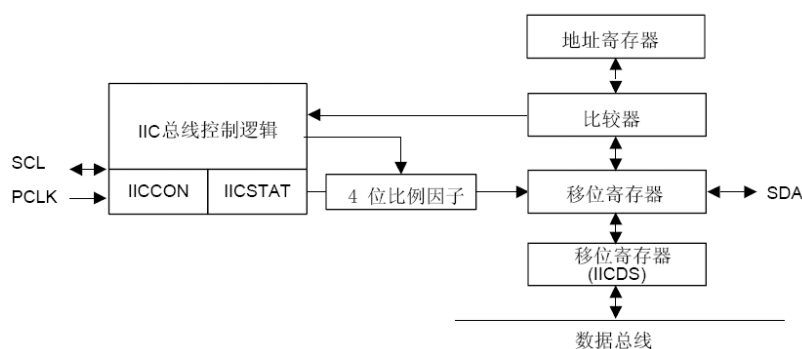 地址寄存器
IIC总线控制逻辑
比较器
SCL
PCLK
IICCON
IICSTAT
4 位比例因子
移位寄存器
SDA
移位寄存器
(IICDS)
数据总线